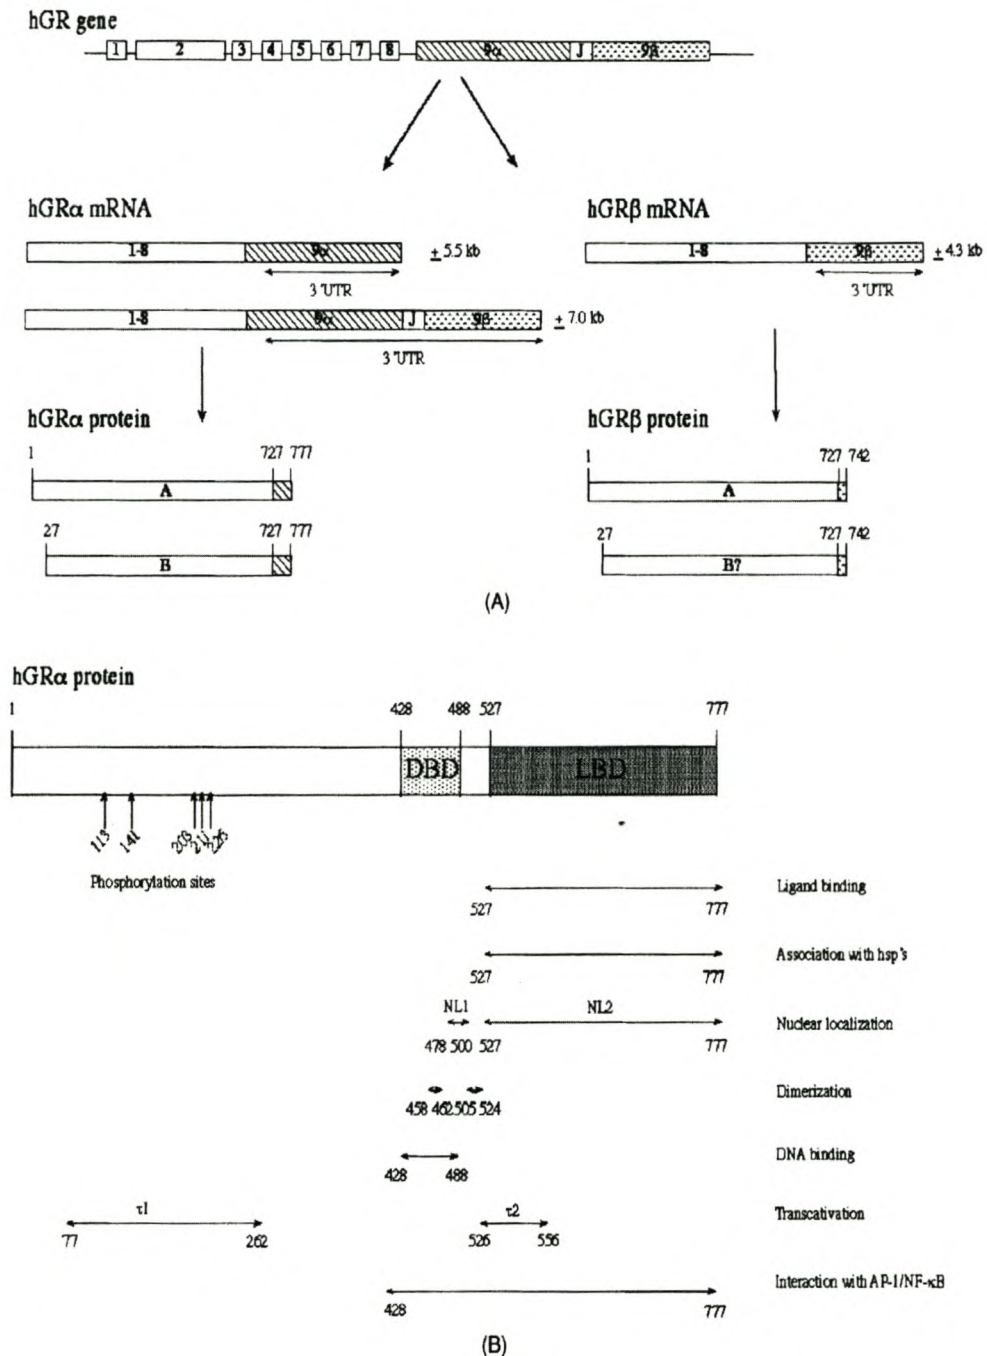 hGR gene
1 2 3 4 5 6 7 8 9α J 9β
hGRα mRNA
hGRβ mRNA
1-8 9α ± 5.5 kb
1-8 9β ± 4.3 kb
3'UTR
3'UTR
1-8 9α J 9β ± 7.0 kb
3'UTR
hGRα protein
hGRβ protein
1 727 777
1 727 742
A
A
27 727 777
27 727 742
B
B?
(A)
hGRα protein
1 428 488 527 777
DBD LBD
113 141 203 211 226
Phosphorylation sites
Ligand binding
527 777
Association with hsp's
527 777
NL1 NL2
Nuclear localization
478 500 527 777
Dimerization
458 462 505 524
DNA binding
428 488
τ1 τ2
Transcativation
77 262 526 556
Interaction with AP-1/NF-κB
428 777
(B)